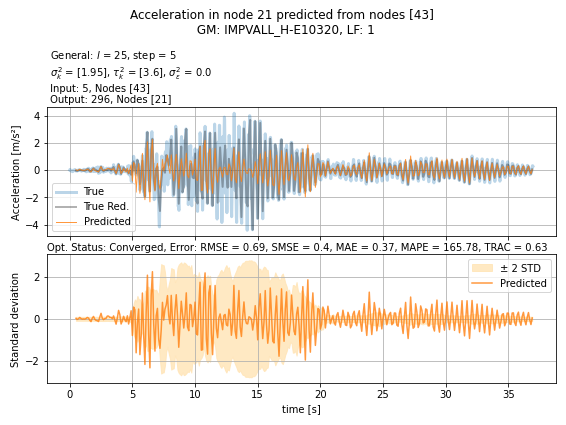 Acceleration in node 21 predicted from nodes [43]
GM: IMPVALL_H-E10320, LF: 1
General: l = 25, step = 5
σ²ₖ = [1.95], τ²ₖ = [3.6], σ²ε = 0.0
Input: 5, Nodes [43]
Output: 296, Nodes [21]
Acceleration [m/s²]
4
2
0
−2
−4
True
True Red.
Predicted
Opt. Status: Converged, Error: RMSE = 0.69, SMSE = 0.4, MAE = 0.37, MAPE = 165.78, TRAC = 0.63
Standard deviation
2
0
−2
± 2 STD
Predicted
0 5 10 15 20 25 30 35
time [s]